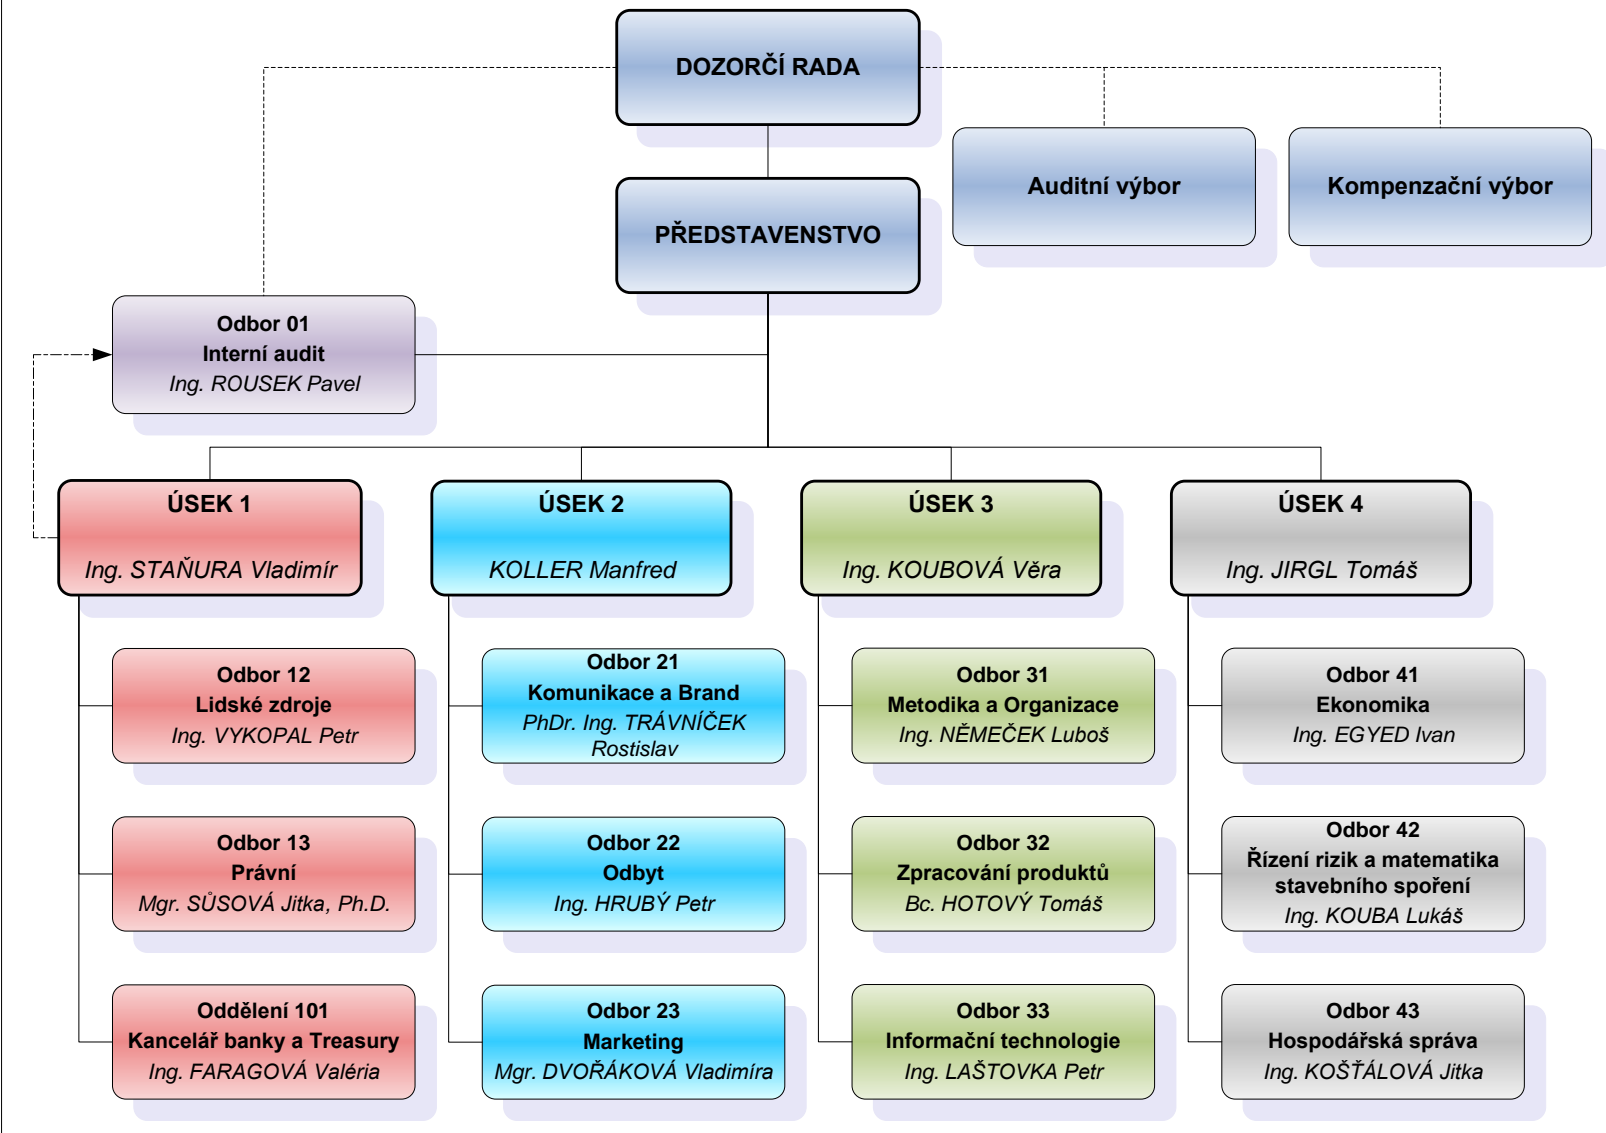 DOZORČÍ RADA
Auditní výbor
Kompenzační výbor
PŘEDSTAVENSTVO
Odbor 01
Interní audit
Ing. ROUSEK Pavel
ÚSEK 1
Ing. STAŇURA Vladimír
ÚSEK 2
KOLLER Manfred
ÚSEK 3
Ing. KOUBOVÁ Věra
ÚSEK 4
Ing. JIRGL Tomáš
Odbor 12
Lidské zdroje
Ing. VYKOPAL Petr
Odbor 21
Komunikace a Brand
PhDr. Ing. TRÁVNÍČEK
Rostislav
Odbor 31
Metodika a Organizace
Ing. NĚMEČEK Luboš
Odbor 41
Ekonomika
Ing. EGYED Ivan
Odbor 13
Právní
Mgr. SŮSOVÁ Jitka, Ph.D.
Odbor 22
Odbyt
Ing. HRUBÝ Petr
Odbor 32
Zpracování produktů
Bc. HOTOVÝ Tomáš
Odbor 42
Řízení rizik a matematika
stavebního spoření
Ing. KOUBA Lukáš
Oddělení 101
Kancelář banky a Treasury
Ing. FARAGOVÁ Valéria
Odbor 23
Marketing
Mgr. DVOŘÁKOVÁ Vladimíra
Odbor 33
Informační technologie
Ing. LAŠTOVKA Petr
Odbor 43
Hospodářská správa
Ing. KOŠŤÁLOVÁ Jitka